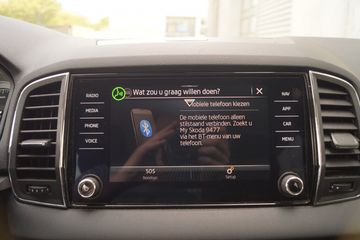 Wat zou u graag willen doen?
RADIO
MEDIA
PHONE
VOICE
Mobiele telefoon kiezen
De mobiele telefoon alleen
stilstaand verbinden. Zoekt u
My Skoda 9477
via het BT-menu van uw
telefoon.
NAV
APP
CAR
MENU
SOS
Setup